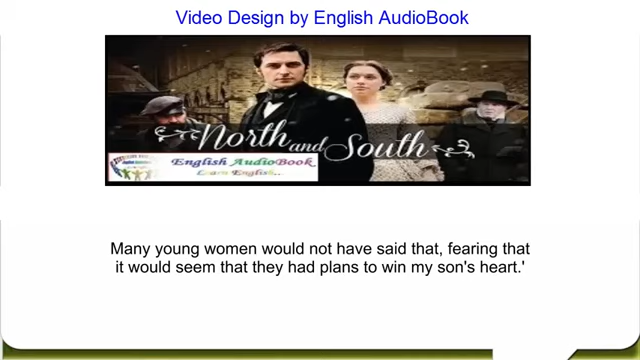 Video Design by English AudioBook
North and South
English AudioBook
Learn English...
Many young women would not have said that, fearing that
it would seem that they had plans to win my son's heart.'